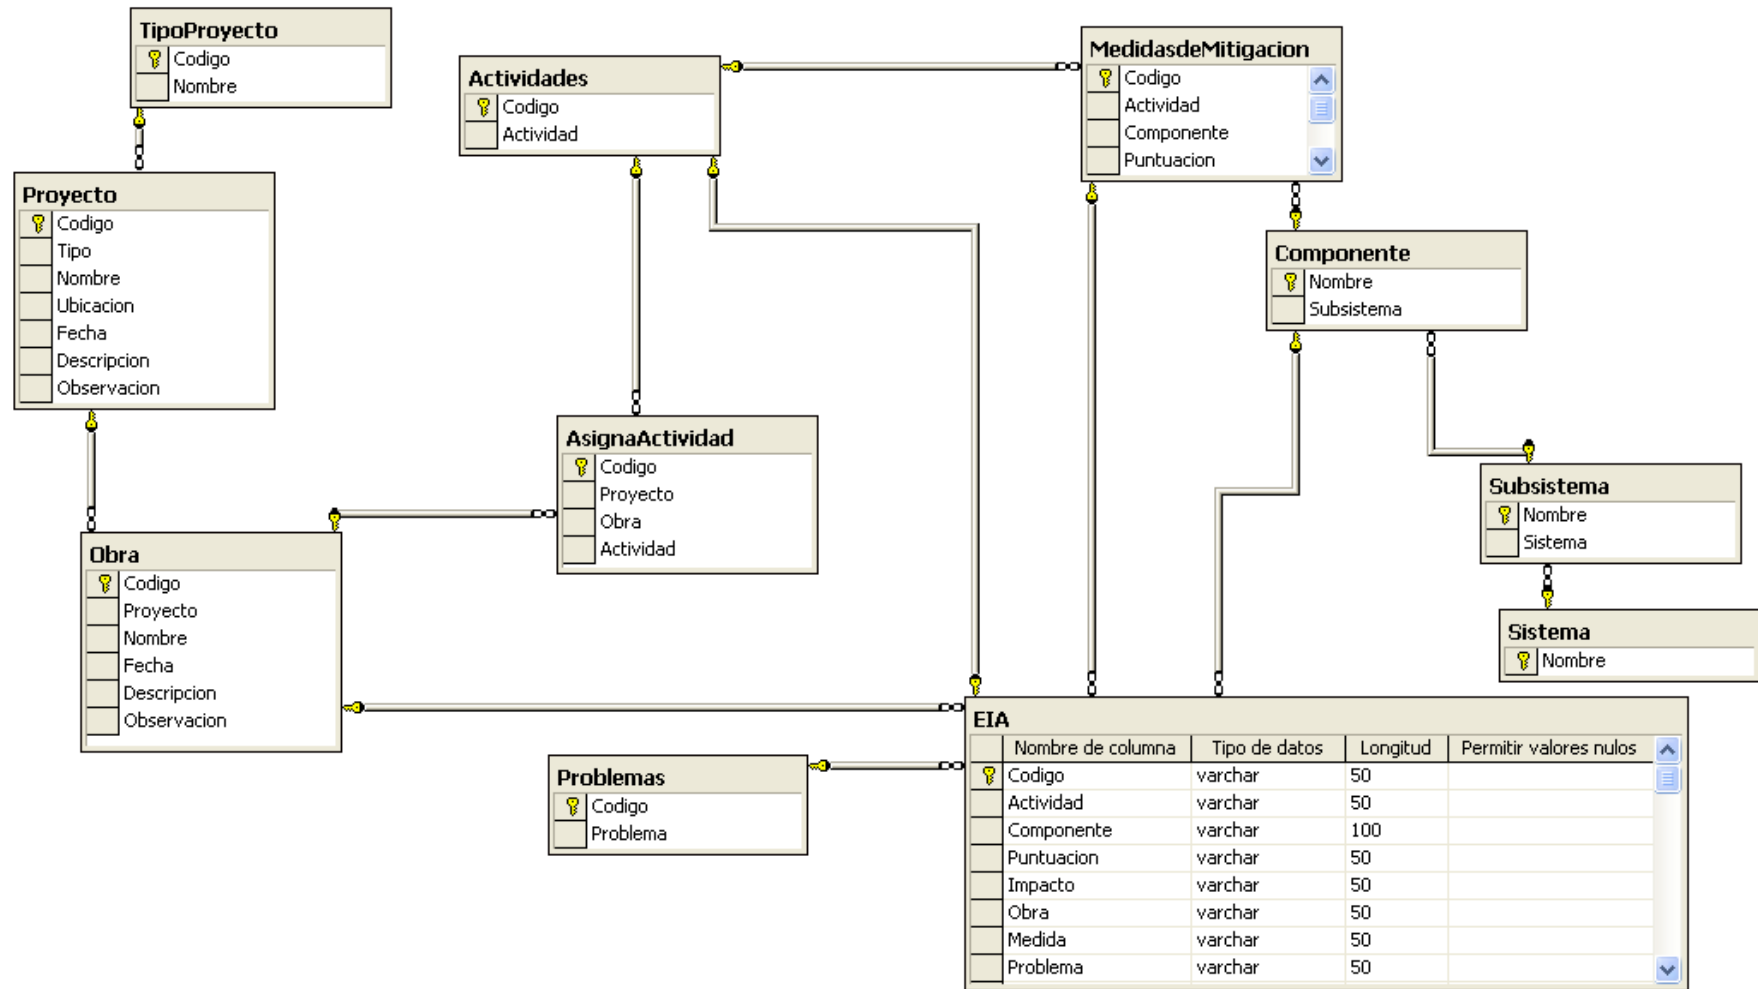 TipoProyecto
Codigo
Nombre
Actividades
Codigo
Actividad
MedidasdeMitigacion
Codigo
Actividad
Componente
Puntuacion
Proyecto
Codigo
Tipo
Nombre
Ubicacion
Fecha
Descripcion
Observacion
Componente
Nombre
Subsistema
AsignaActividad
Codigo
Proyecto
Obra
Actividad
Subsistema
Nombre
Sistema
Obra
Codigo
Proyecto
Nombre
Fecha
Descripcion
Observacion
Sistema
Nombre
Problemas
Codigo
Problema
EIA
Nombre de columna Tipo de datos Longitud Permitir valores nulos
Codigo varchar 50
Actividad varchar 50
Componente varchar 100
Puntuacion varchar 50
Impacto varchar 50
Obra varchar 50
Medida varchar 50
Problema varchar 50